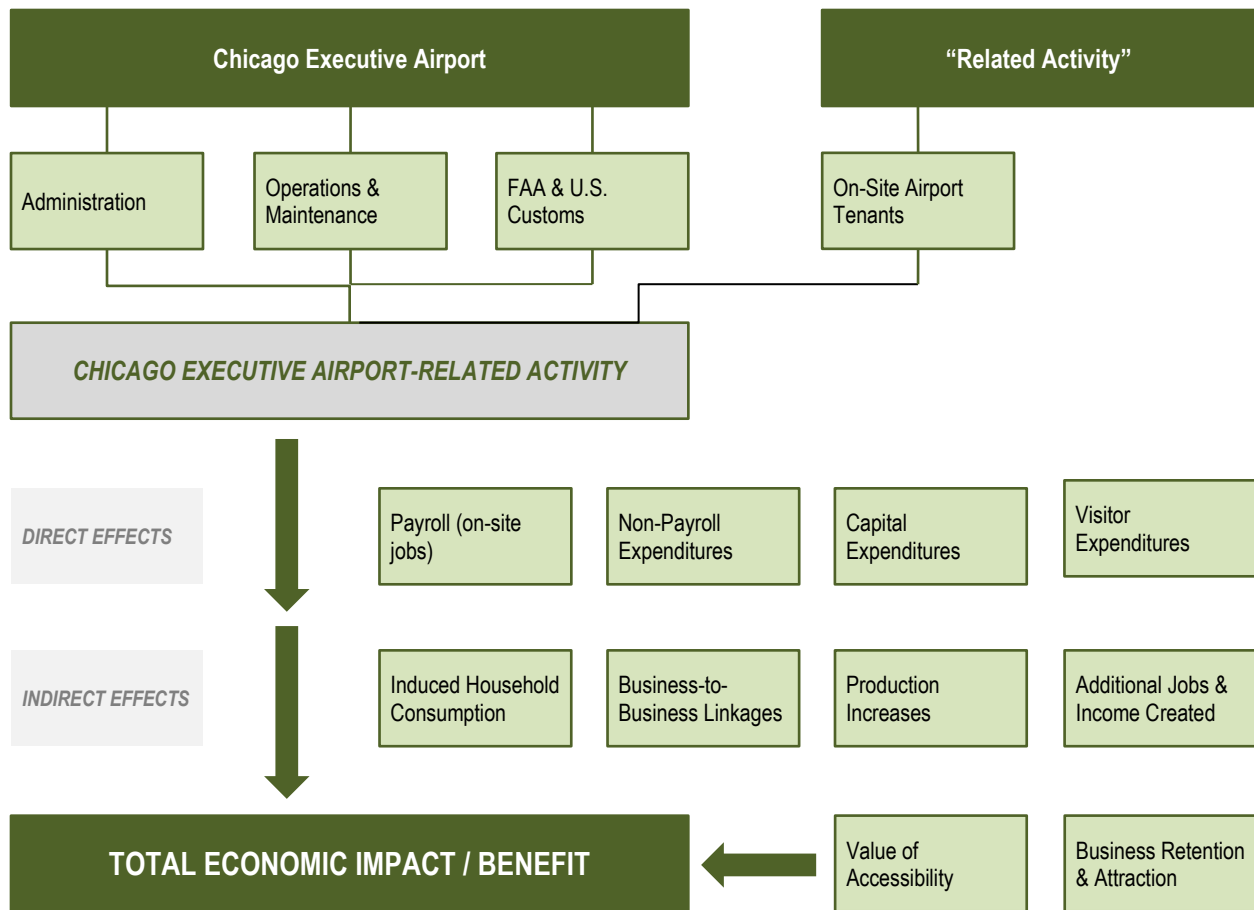 Chicago Executive Airport
“Related Activity”
Administration
Operations &
Maintenance
FAA & U.S.
Customs
On-Site Airport
Tenants
CHICAGO EXECUTIVE AIRPORT-RELATED ACTIVITY
DIRECT EFFECTS
Payroll (on-site
jobs)
Non-Payroll
Expenditures
Capital
Expenditures
Visitor
Expenditures
INDIRECT EFFECTS
Induced Household
Consumption
Business-to-
Business Linkages
Production
Increases
Additional Jobs &
Income Created
TOTAL ECONOMIC IMPACT / BENEFIT
Value of
Accessibility
Business Retention
& Attraction